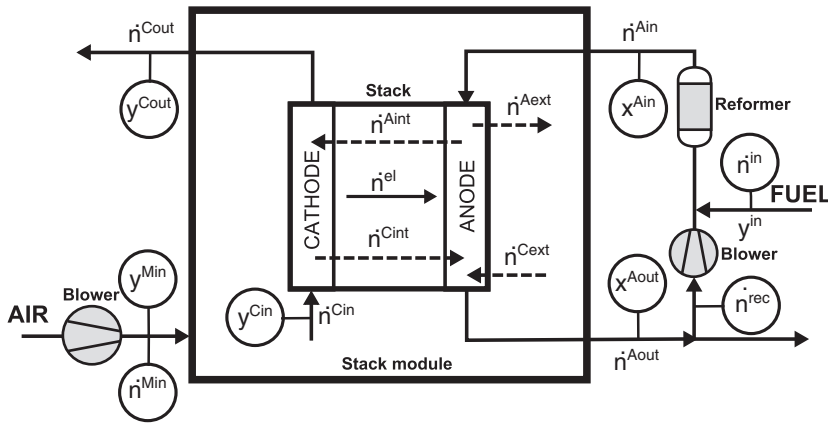 ṅCout
ṅAin
yCout
Stack
ṅAext
xAin
Reformer
ṅAint
CATHODE
ANODE
ṅel
ṅin
FUEL
yin
ṅCint
ṅCext
Blower
yMin
xAout
Blower
yCin
ṅCin
ṅrec
AIR
Stack module
ṅAout
ṅMin